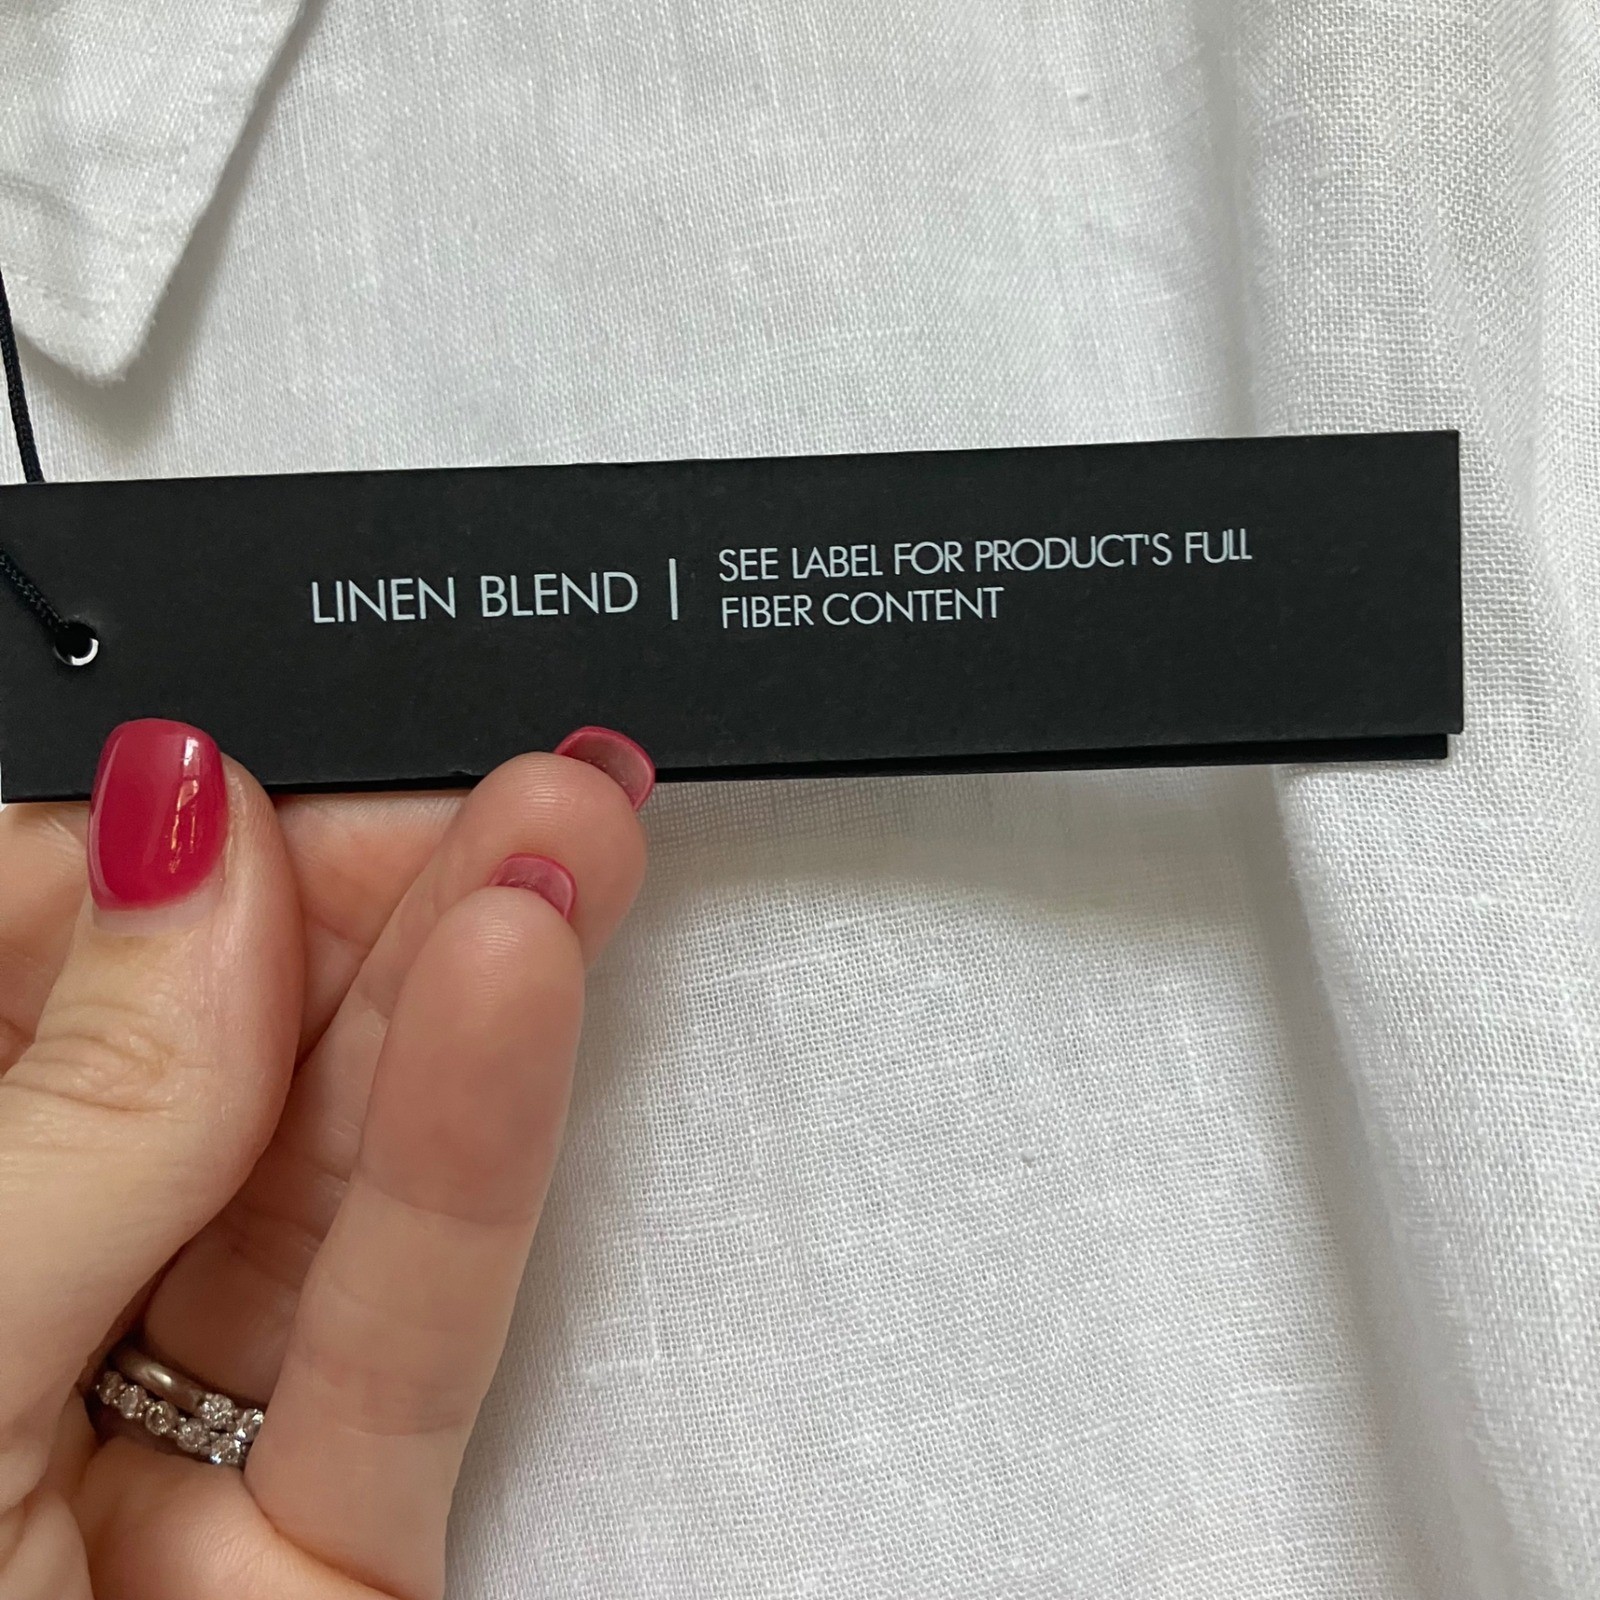 LINEN BLEND | SEE LABEL FOR PRODUCT'S FULL
FIBER CONTENT